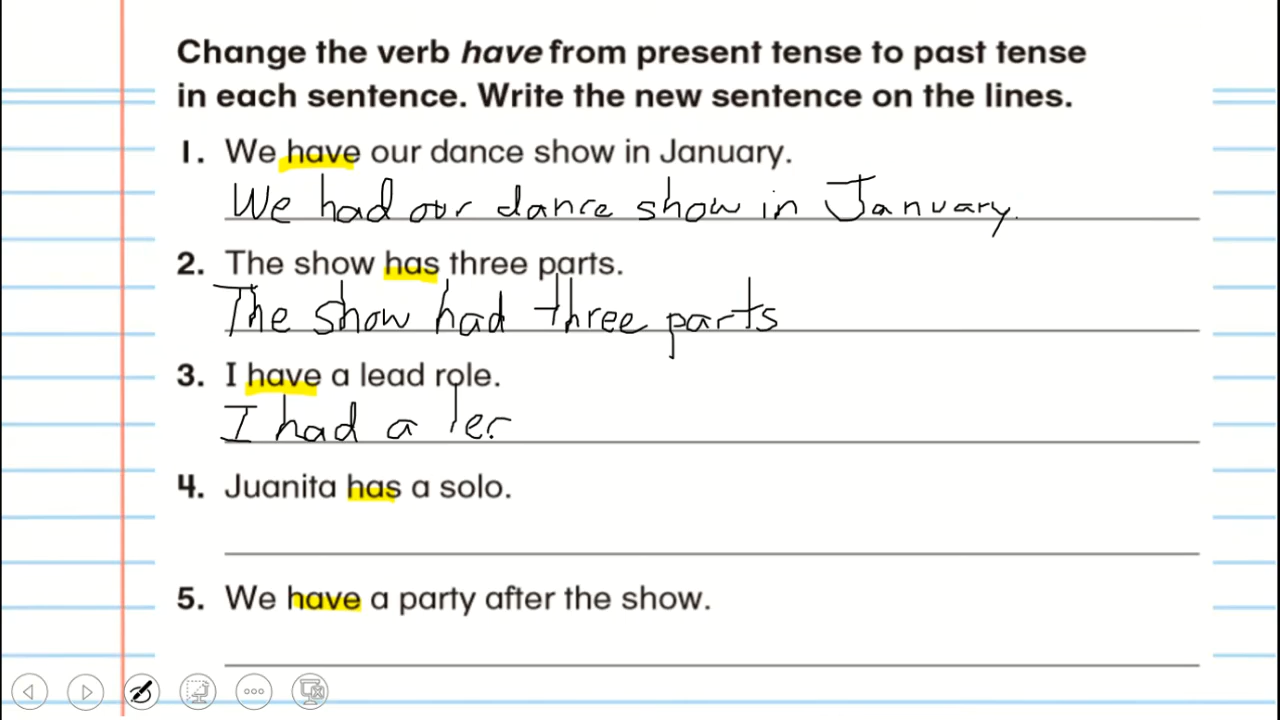 Change the verb have from present tense to past tense
in each sentence. Write the new sentence on the lines.
1. We have our dance show in January.
We had our dance show in January.
2. The show has three parts.
The show had three parts
3. I have a lead role.
I had a ler
4. Juanita has a solo.
5. We have a party after the show.